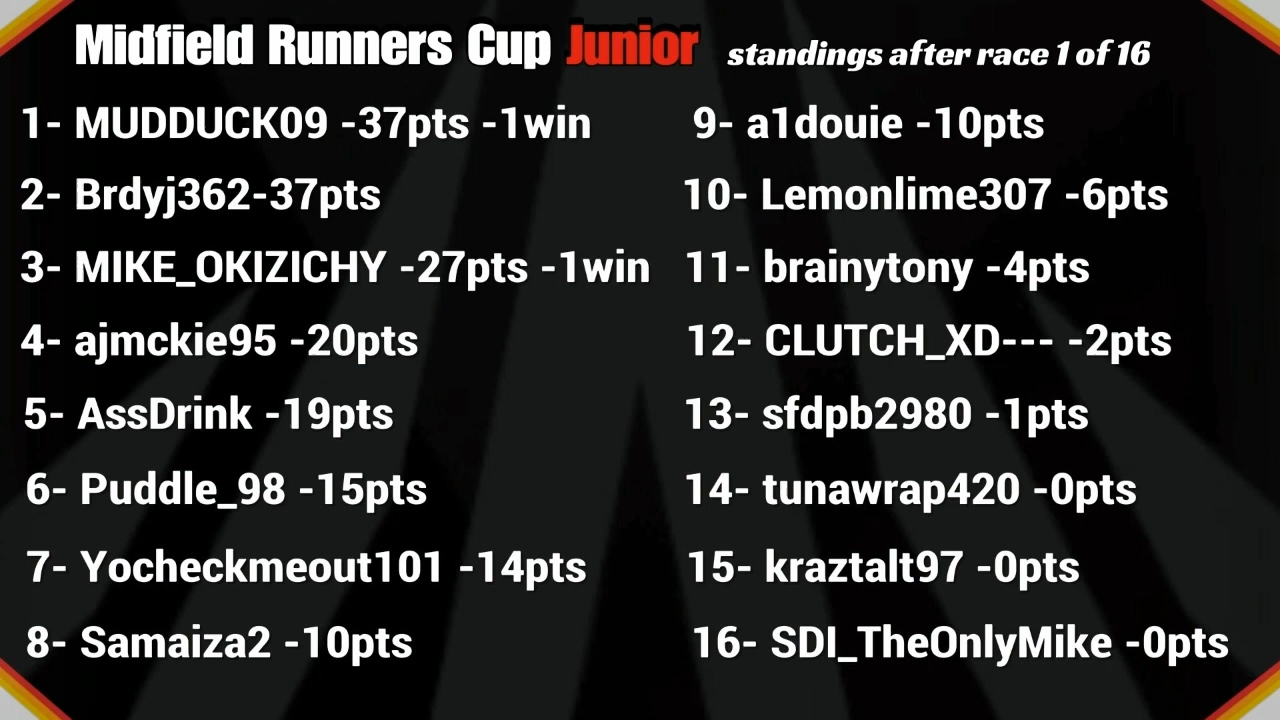 Midfield Runners Cup Junior standings after race 1 of 16
1- MUDDUCK09 -37pts -1win
2- Brdyj362-37pts
3- MIKE_OKIZICHY -27pts -1win
4- ajmckie95 -20pts
5- AssDrink -19pts
6- Puddle_98 -15pts
7- Yocheckmeout101 -14pts
8- Samaiza2 -10pts
9- a1douie -10pts
10- Lemonlime307 -6pts
11- brainytony -4pts
12- CLUTCH_XD--- -2pts
13- sfdpb2980 -1pts
14- tunawrap420 -0pts
15- kraztalt97 -0pts
16- SDI_TheOnlyMike -0pts